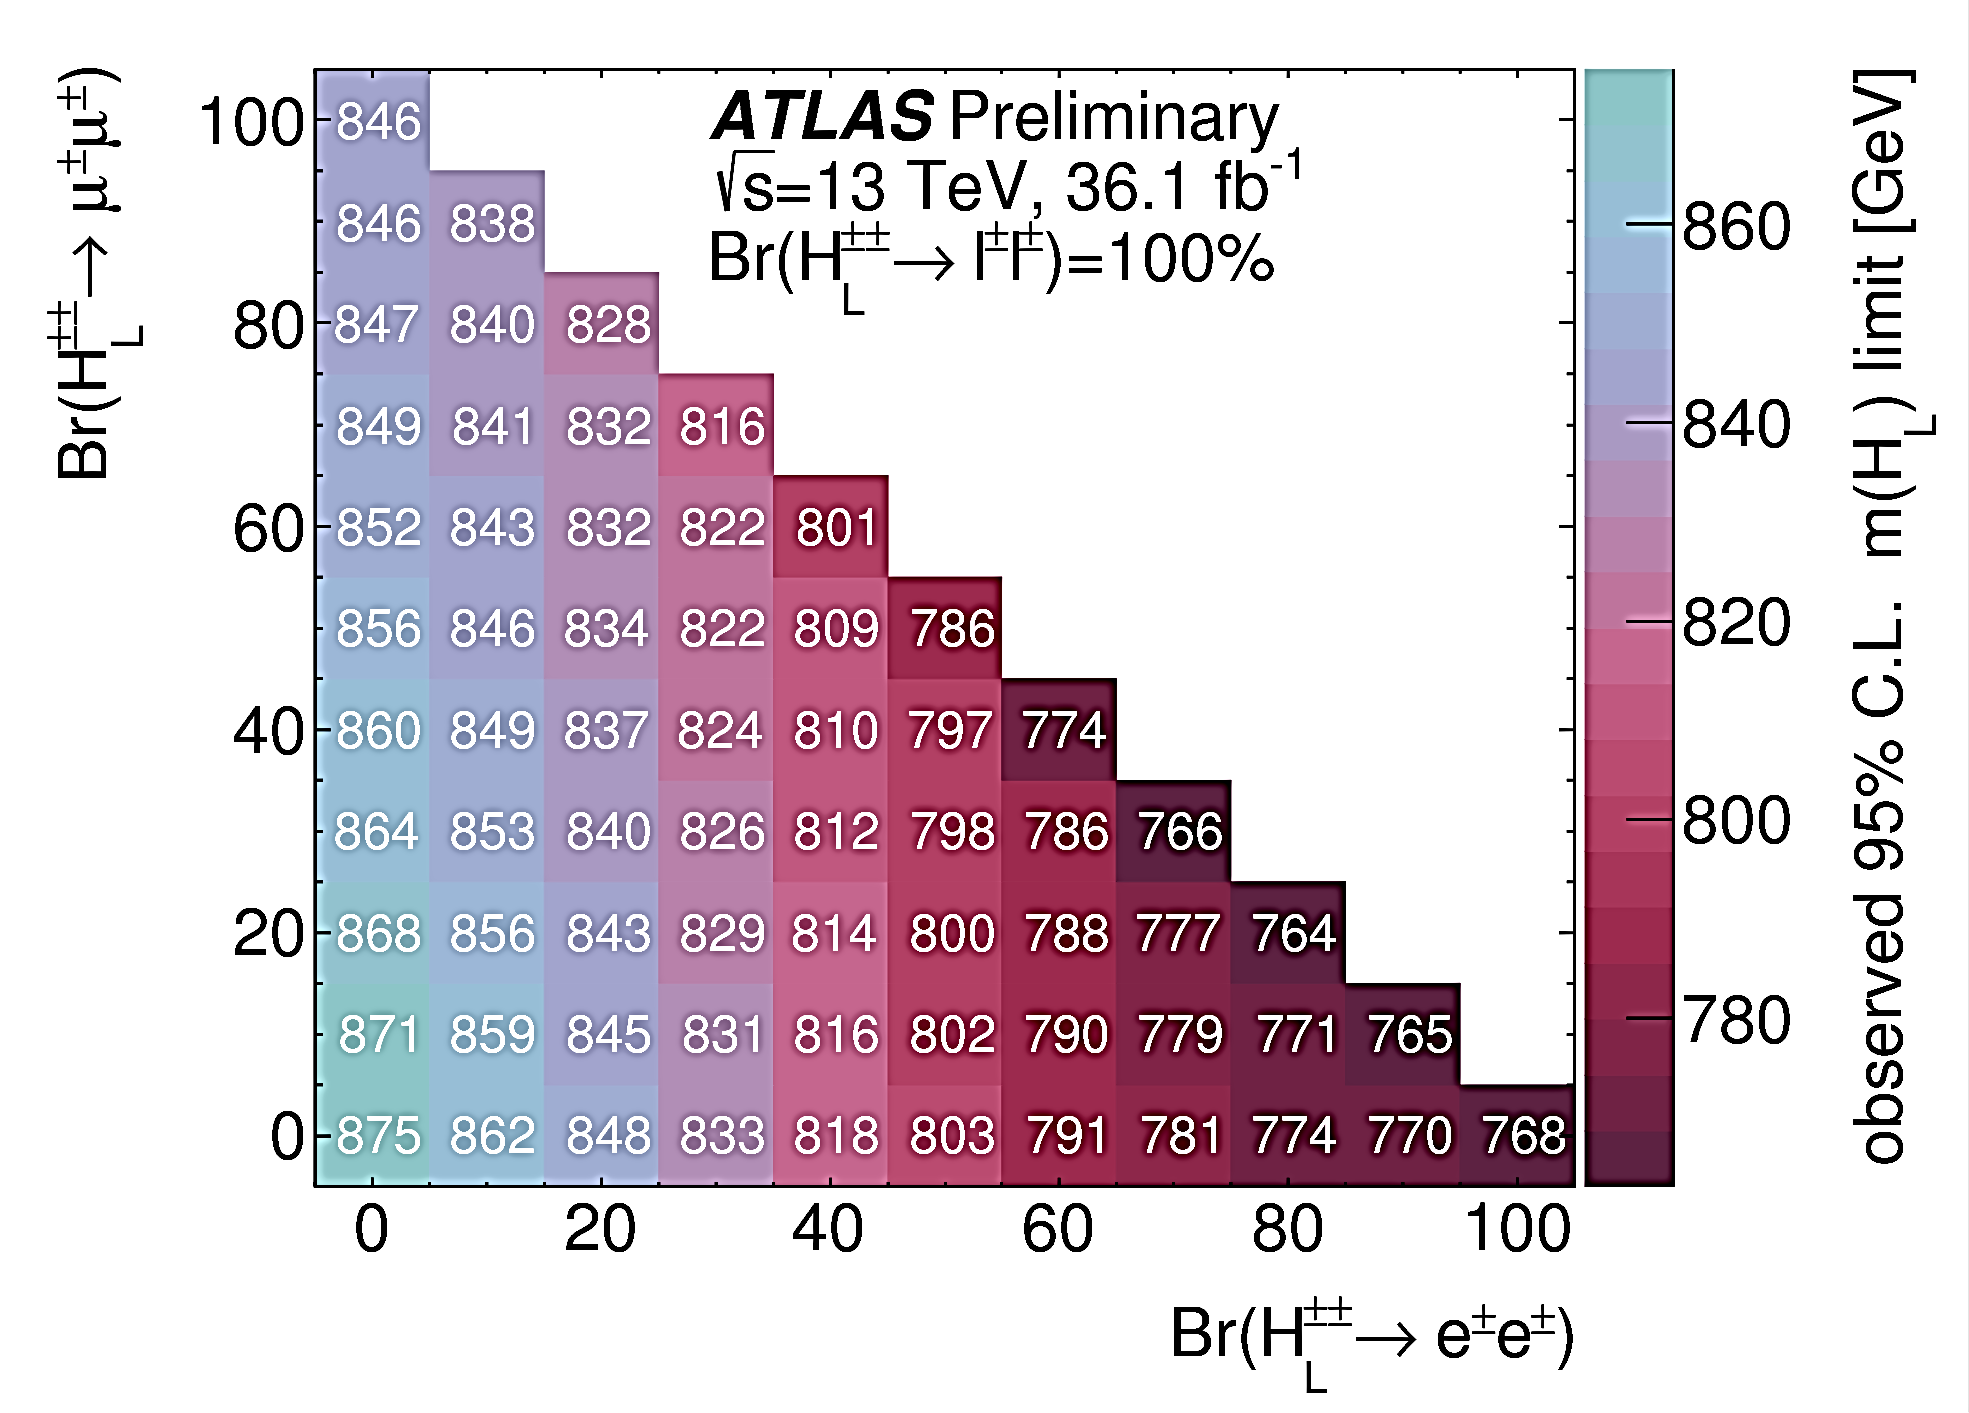 ATLAS Preliminary
√s=13 TeV, 36.1 fb⁻¹
Br(H_L^±± → l^±l^±)=100%
Br(H_L^±± → μ^±μ^±)
100 846
846 838
80 847 840 828
849 841 832 816
60 852 843 832 822 801
856 846 834 822 809 786
40 860 849 837 824 810 797 774
864 853 840 826 812 798 786 766
20 868 856 843 829 814 800 788 777 764
871 859 845 831 816 802 790 779 771 765
0 875 862 848 833 818 803 791 781 774 770 768
0 20 40 60 80 100
Br(H_L^±± → e^±e^±)
860
840
820
800
780
observed 95% C.L. m(H_L) limit [GeV]